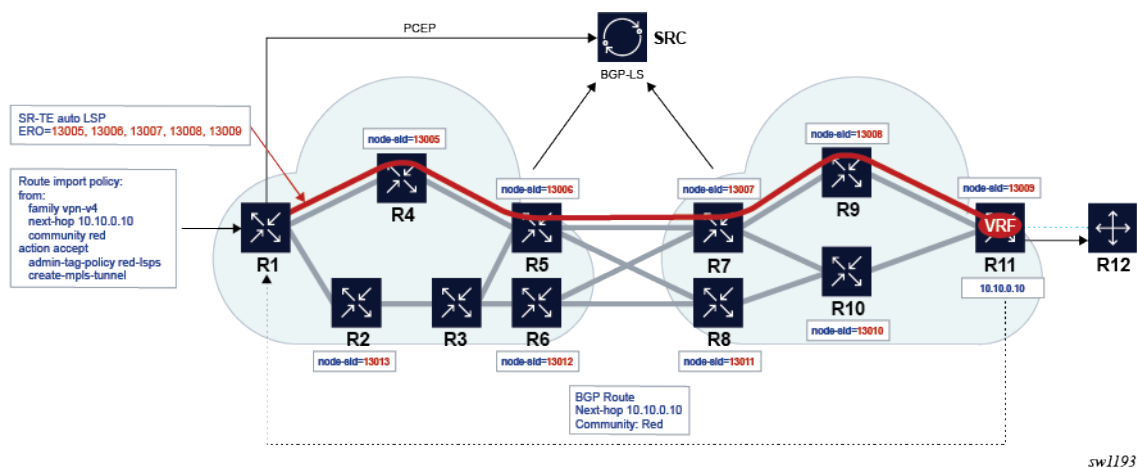 PCEP
SRC
BGP-LS
SR-TE auto LSP
ERO=13005, 13006, 13007, 13008, 13009
node-sid=13005
node-sid=13008
Route import policy:
from:
family vpn-v4
next-hop 10.10.0.10
community red
action accept
admin-tag-policy red-lsps
create-mpls-tunnel
node-sid=13006
node-sid=13007
node-sid=13009
R4
R9
VRF
R1
R5
R7
R11
R12
10.10.0.10
R10
node-sid=13010
R2
R3
R6
R8
node-sid=13013
node-sid=13012
node-sid=13011
BGP Route
Next-hop 10.10.0.10
Community: Red
sw1193